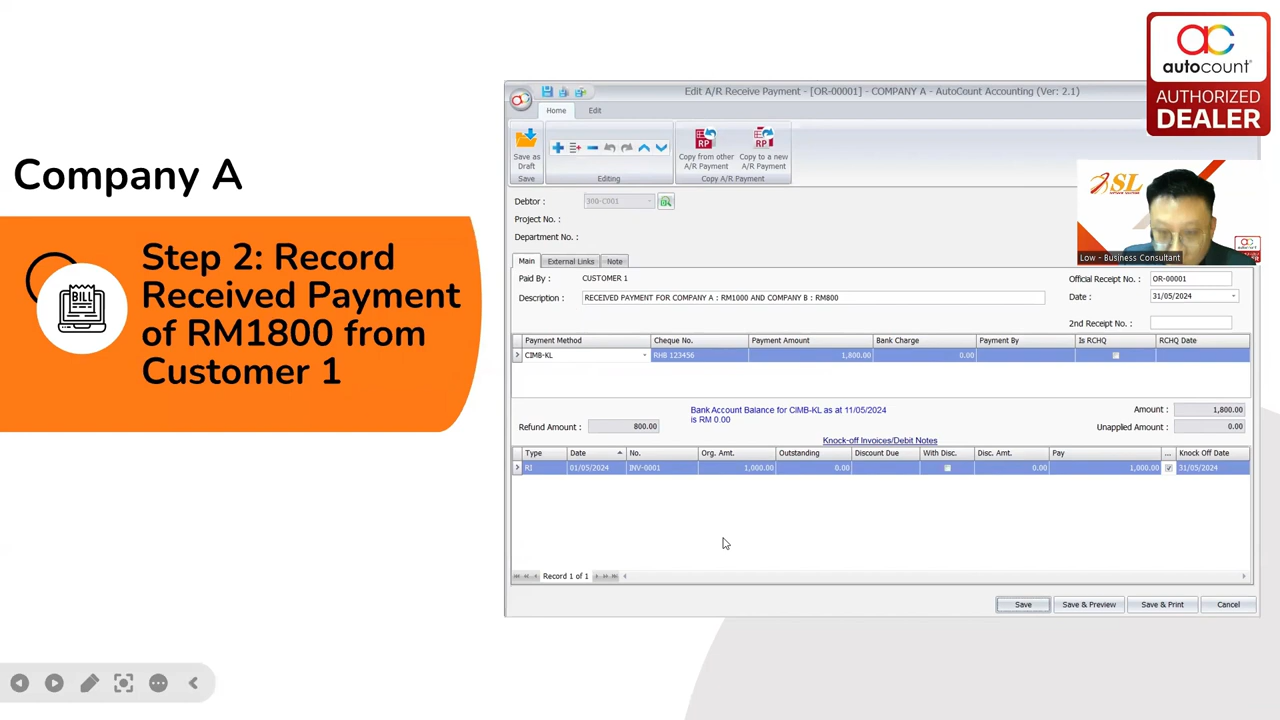 Company A
BILL
Step 2: Record
Received Payment
of RM1800 from
Customer 1
ac
autocount
AUTHORIZED
DEALER
Edit A/R Receive Payment - [OR-00001] - COMPANY A - AutoCount Accounting (Ver: 2.1)
Home Edit
Save as
Draft
Copy from other
A/R Payment
Copy to a new
A/R Payment
Save Editing Copy A/R Payment
SL
Low - Business Consultant
Debtor : 300-C001
Project No. :
Department No. :
Main External Links Note
Paid By : CUSTOMER 1 Official Receipt No. : OR-00001
Description : RECEIVED PAYMENT FOR COMPANY A : RM1000 AND COMPANY B : RM800 Date : 31/05/2024
2nd Receipt No. :
Payment Method Cheque No. Payment Amount Bank Charge Payment By Is RCHQ RCHQ Date
CIMB-KL RHB 123456 1,800.00 0.00
Bank Account Balance for CIMB-KL as at 11/05/2024
is RM 0.00
Amount : 1,800.00
Refund Amount : 800.00 Unapplied Amount : 0.00
Knock-off Invoices/Debit Notes
Type Date No. Org. Amt. Outstanding Discount Due With Disc. Disc. Amt. Pay ... Knock Off Date
RI 01/05/2024 INV-0001 1,000.00 0.00 0.00 1,000.00 31/05/2024
Record 1 of 1
Save Save & Preview Save & Print Cancel